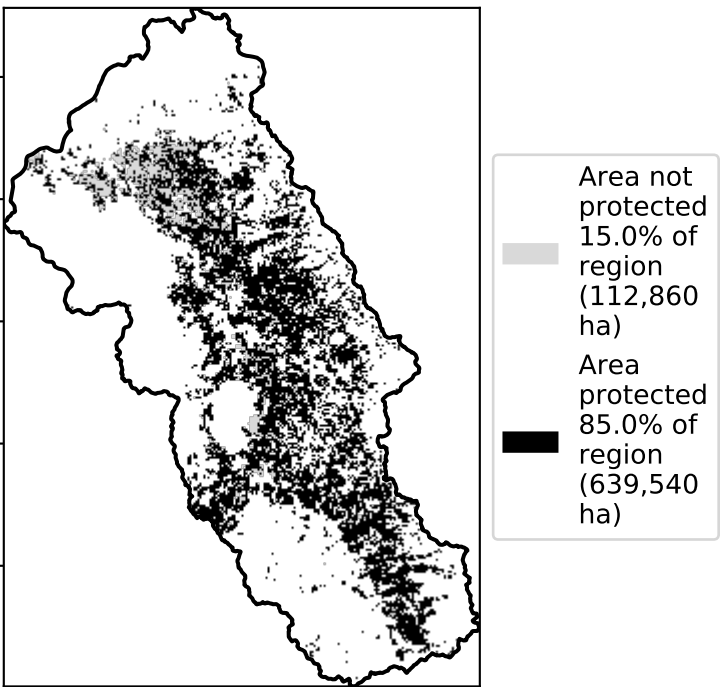 Area not
protected
15.0% of
region
(112,860
ha)
Area
protected
85.0% of
region
(639,540
ha)